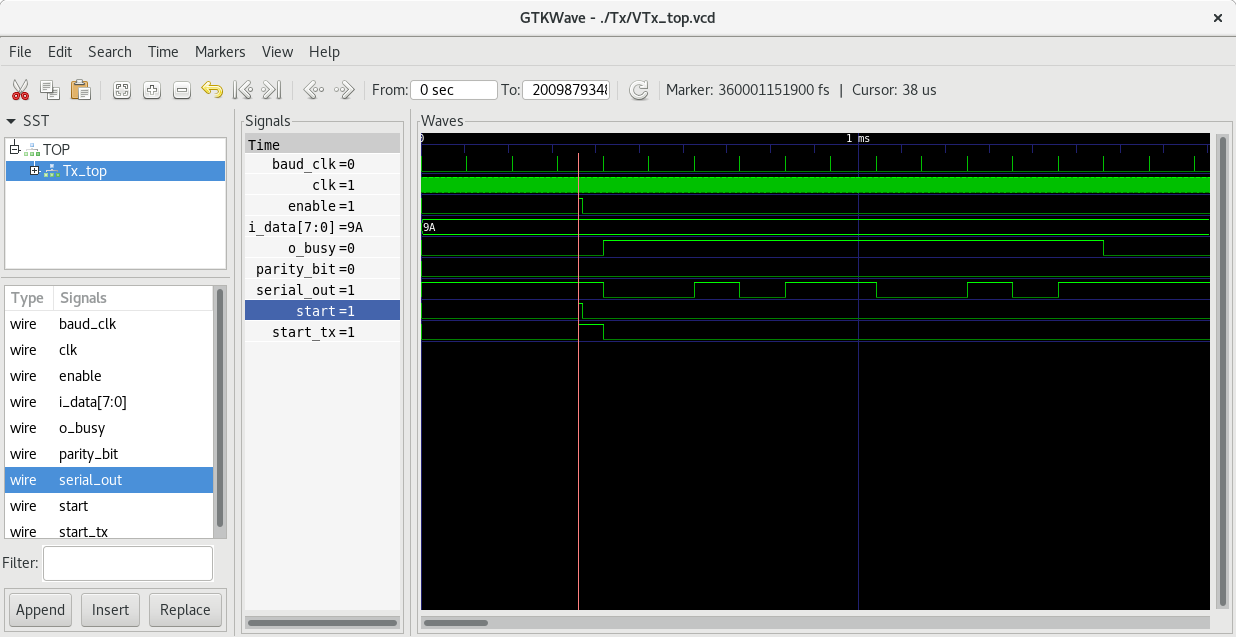 GTKWave - ./Tx/VTx_top.vcd
File Edit Search Time Markers View Help
From: 0 sec To: 2009879348 Marker: 360001151900 fs | Cursor: 38 us
SST
TOP
Tx_top
Type Signals
wire baud_clk
wire clk
wire enable
wire i_data[7:0]
wire o_busy
wire parity_bit
wire serial_out
wire start
wire start_tx
Filter:
Append Insert Replace
Signals
Time
baud_clk=0
clk=1
enable=1
i_data[7:0]=9A
o_busy=0
parity_bit=0
serial_out=1
start=1
start_tx=1
Waves
0 1 ms
9A